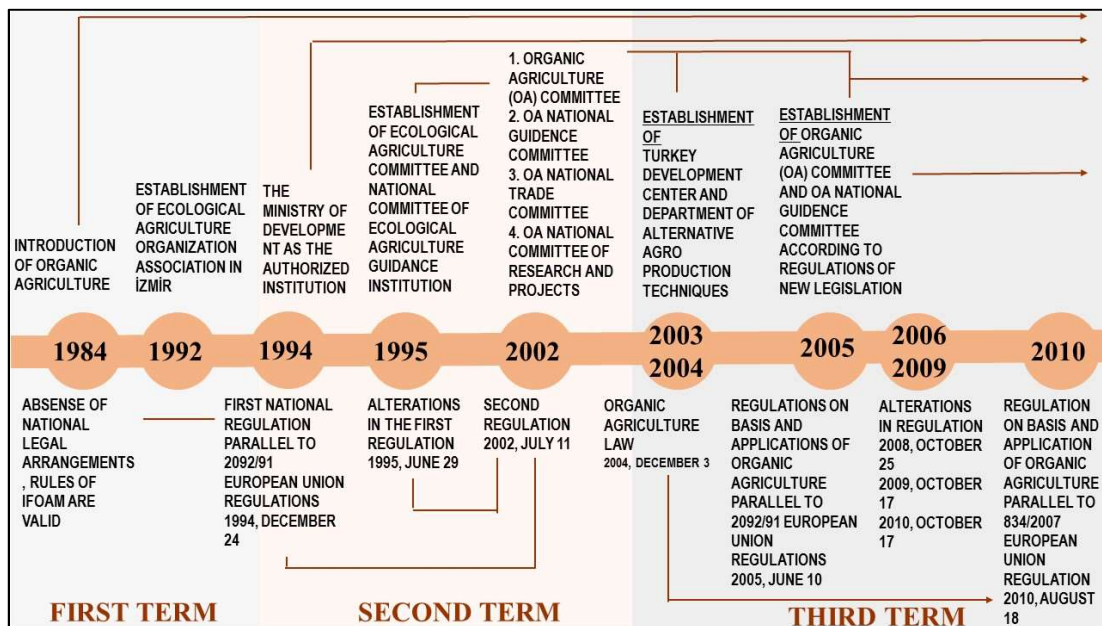 INTRODUCTION
OF ORGANIC
AGRICULTURE
ESTABLISHMENT
OF ECOLOGICAL
AGRICULTURE
ORGANIZATION
ASSOCIATION IN
İZMİR
THE
MINISTRY OF
DEVELOPME
NT AS THE
AUTHORIZED
INSTITUTION
ESTABLISHMENT
OF ECOLOGICAL
AGRICULTURE
COMMITTEE AND
NATIONAL
COMMITTEE OF
ECOLOGICAL
AGRICULTURE
GUIDANCE
INSTITUTION
1. ORGANIC
AGRICULTURE
(OA) COMMITTEE
2. OA NATIONAL
GUIDENCE
COMMITTEE
3. OA NATIONAL
TRADE
COMMITTEE
4. OA NATIONAL
COMMITTEE OF
RESEARCH AND
PROJECTS
ESTABLISHMENT
OF
TURKEY
DEVELOPMENT
CENTER AND
DEPARTMENT OF
ALTERNATIVE
AGRO
PRODUCTION
TECHNIQUES
ESTABLISHMENT
OF ORGANIC
AGRICULTURE
(OA) COMMITTEE
AND OA NATIONAL
GUIDENCE
COMMITTEE
ACCORDING TO
REGULATIONS OF
NEW LEGISLATION
1984
1992
1994
1995
2002
2003
2004
2005
2006
2009
2010
ABSENSE OF
NATIONAL
LEGAL
ARRANGEMENTS
, RULES OF
IFOAM ARE
VALID
FIRST NATIONAL
REGULATION
PARALLEL TO
2092/91
EUROPEAN UNION
REGULATIONS
1994, DECEMBER
24
ALTERATIONS
IN THE FIRST
REGULATION
1995, JUNE 29
SECOND
REGULATION
2002, JULY 11
ORGANIC
AGRICULTURE
LAW
2004, DECEMBER 3
REGULATIONS ON
BASIS AND
APPLICATIONS OF
ORGANIC
AGRICULTURE
PARALLEL TO
2092/91 EUROPEAN
UNION
REGULATIONS
2005, JUNE 10
ALTERATIONS
IN REGULATION
2008, OCTOBER
25
2009, OCTOBER
17
2010, OCTOBER
17
REGULATION
ON BASIS AND
APPLICATION
OF ORGANIC
AGRICULTURE
PARALLEL TO
834/2007
EUROPEAN
UNION
REGULATION
2010, AUGUST
18
FIRST TERM
SECOND TERM
THIRD TERM